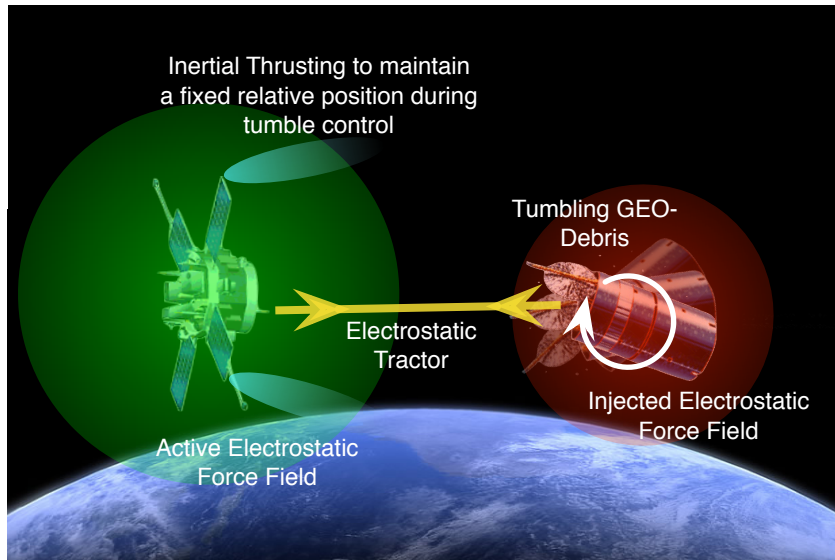 Inertial Thrusting to maintain
a fixed relative position during
tumble control
Tumbling GEO-
Debris
Electrostatic
Tractor
Injected Electrostatic
Force Field
Active Electrostatic
Force Field